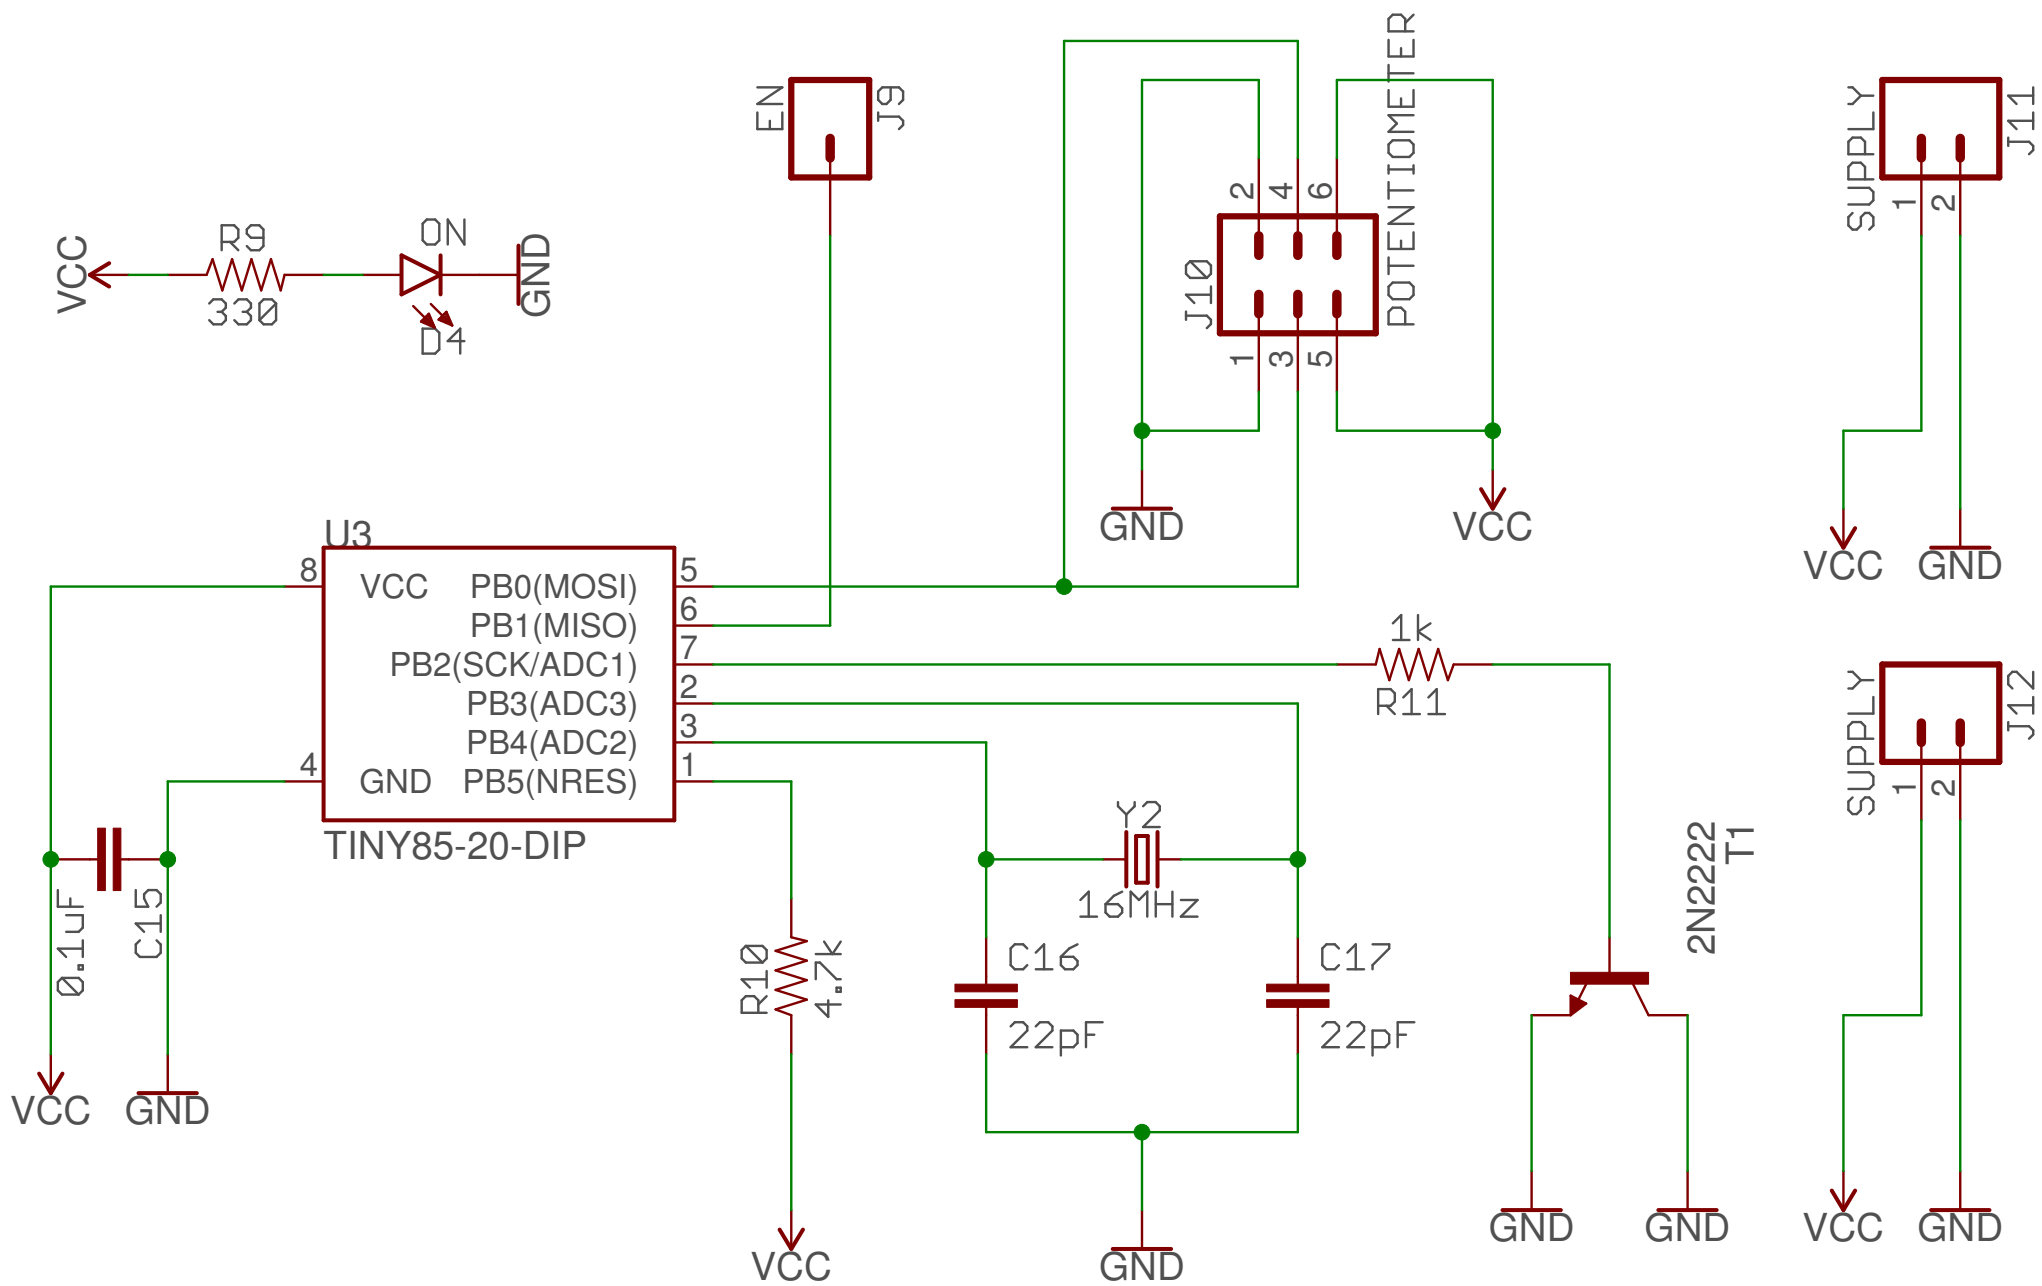 POTENTIOMETER
EN
J9
SUPPLY
J11
1
2
2
4
6
J10
1
3
5
VCC
R9
330
ON
D4
GND
GND
VCC
VCC
GND
U3
8
VCC
PB0(MOSI)
5
PB1(MISO)
6
PB2(SCK/ADC1)
7
PB3(ADC3)
2
PB4(ADC2)
3
4
GND
PB5(NRES)
1
TINY85-20-DIP
1k
R11
SUPPLY
J12
1
2
Y2
16MHz
2N2222
T1
0.1uF
C15
R10
4.7k
C16
22pF
C17
22pF
VCC
GND
VCC
GND
GND
GND
VCC
GND